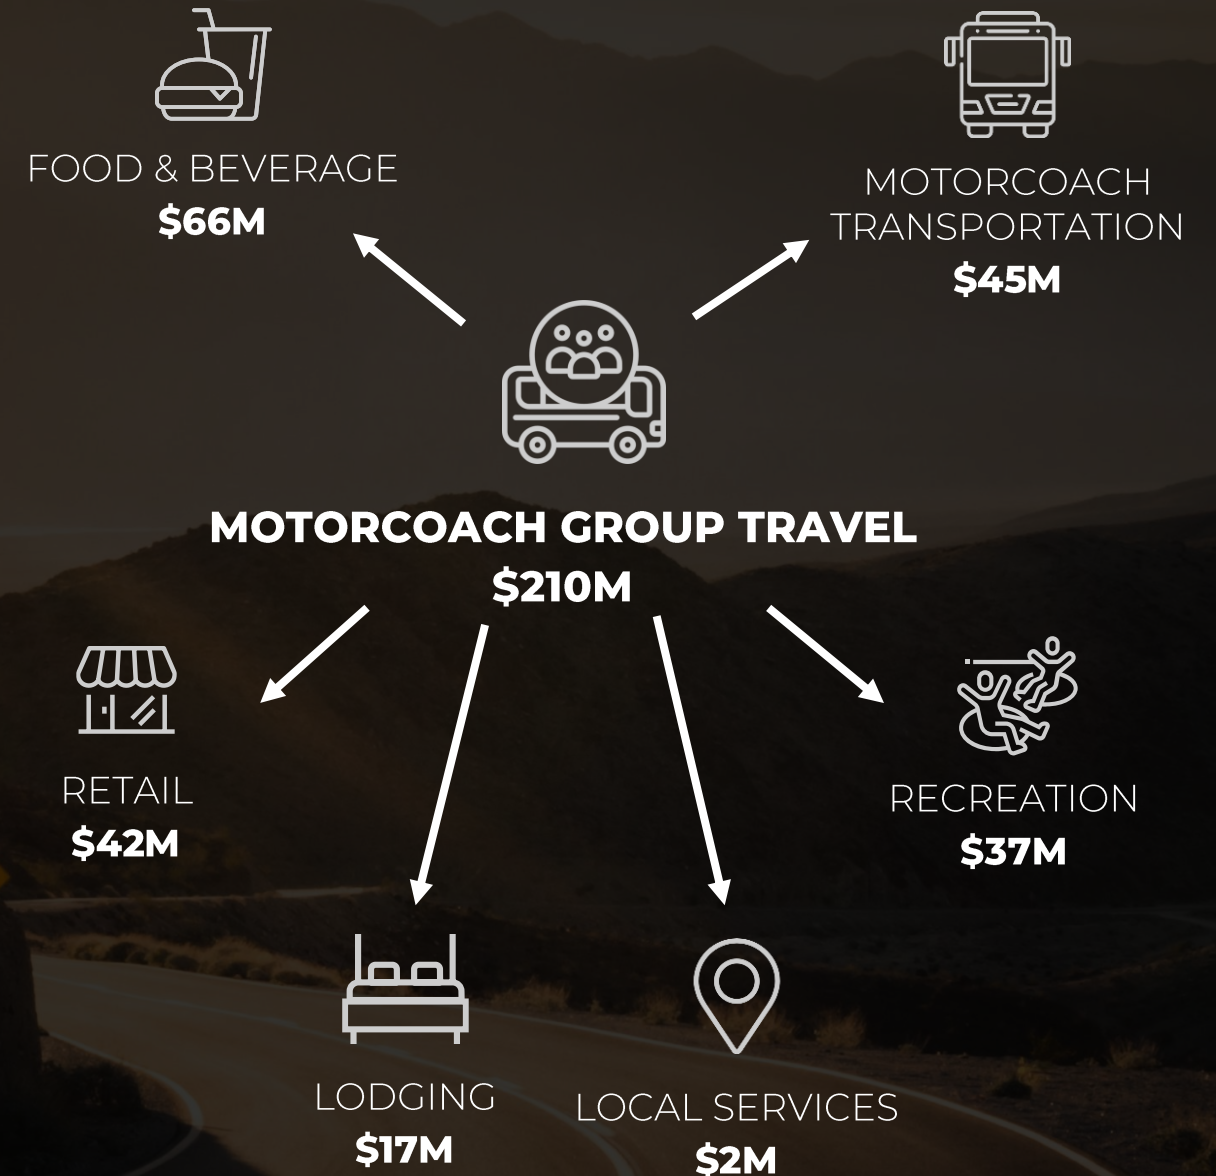 FOOD & BEVERAGE
$66M
MOTORCOACH
TRANSPORTATION
$45M
MOTORCOACH GROUP TRAVEL
$210M
RETAIL
$42M
RECREATION
$37M
LODGING
$17M
LOCAL SERVICES
$2M